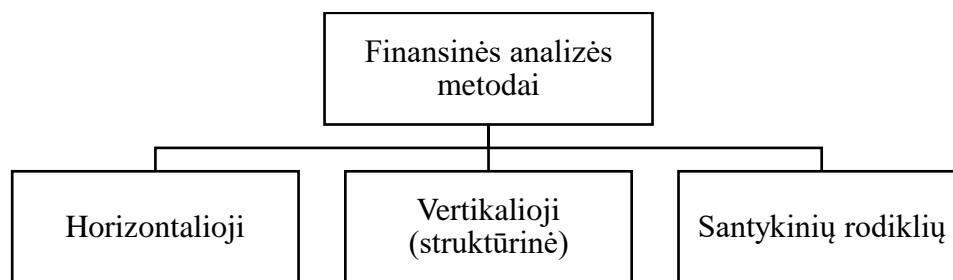 Finansinės analizės
metodai
Horizontalioji
Vertikalioji
(struktūrinė)
Santykinių rodiklių